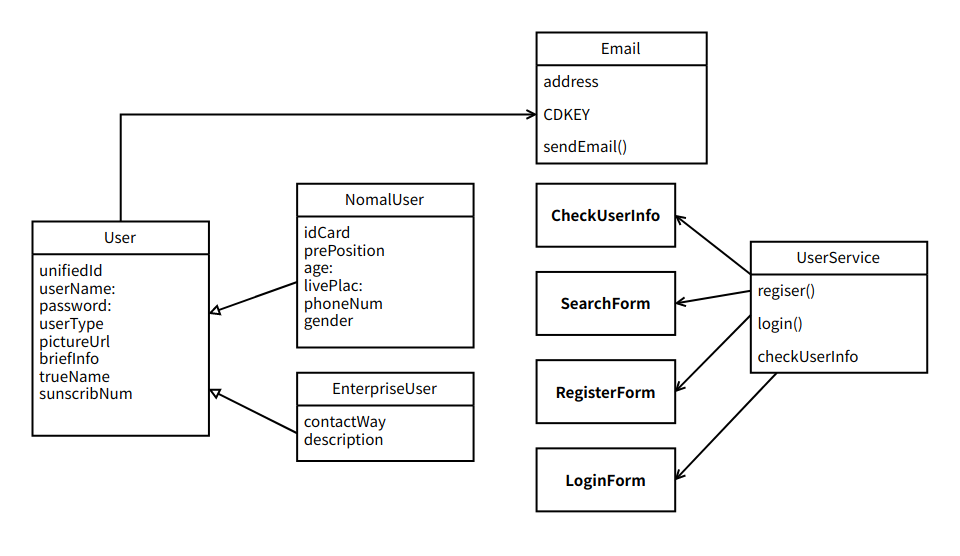 Email
address
CDKEY
sendEmail()
NomalUser
idCard
prePosition
age:
livePlac:
phoneNum
gender
CheckUserInfo
User
unifiedId
userName:
password:
userType
pictureUrl
briefInfo
trueName
sunscribNum
UserService
regiser()
login()
checkUserInfo
SearchForm
EnterpriseUser
contactWay
description
RegisterForm
LoginForm